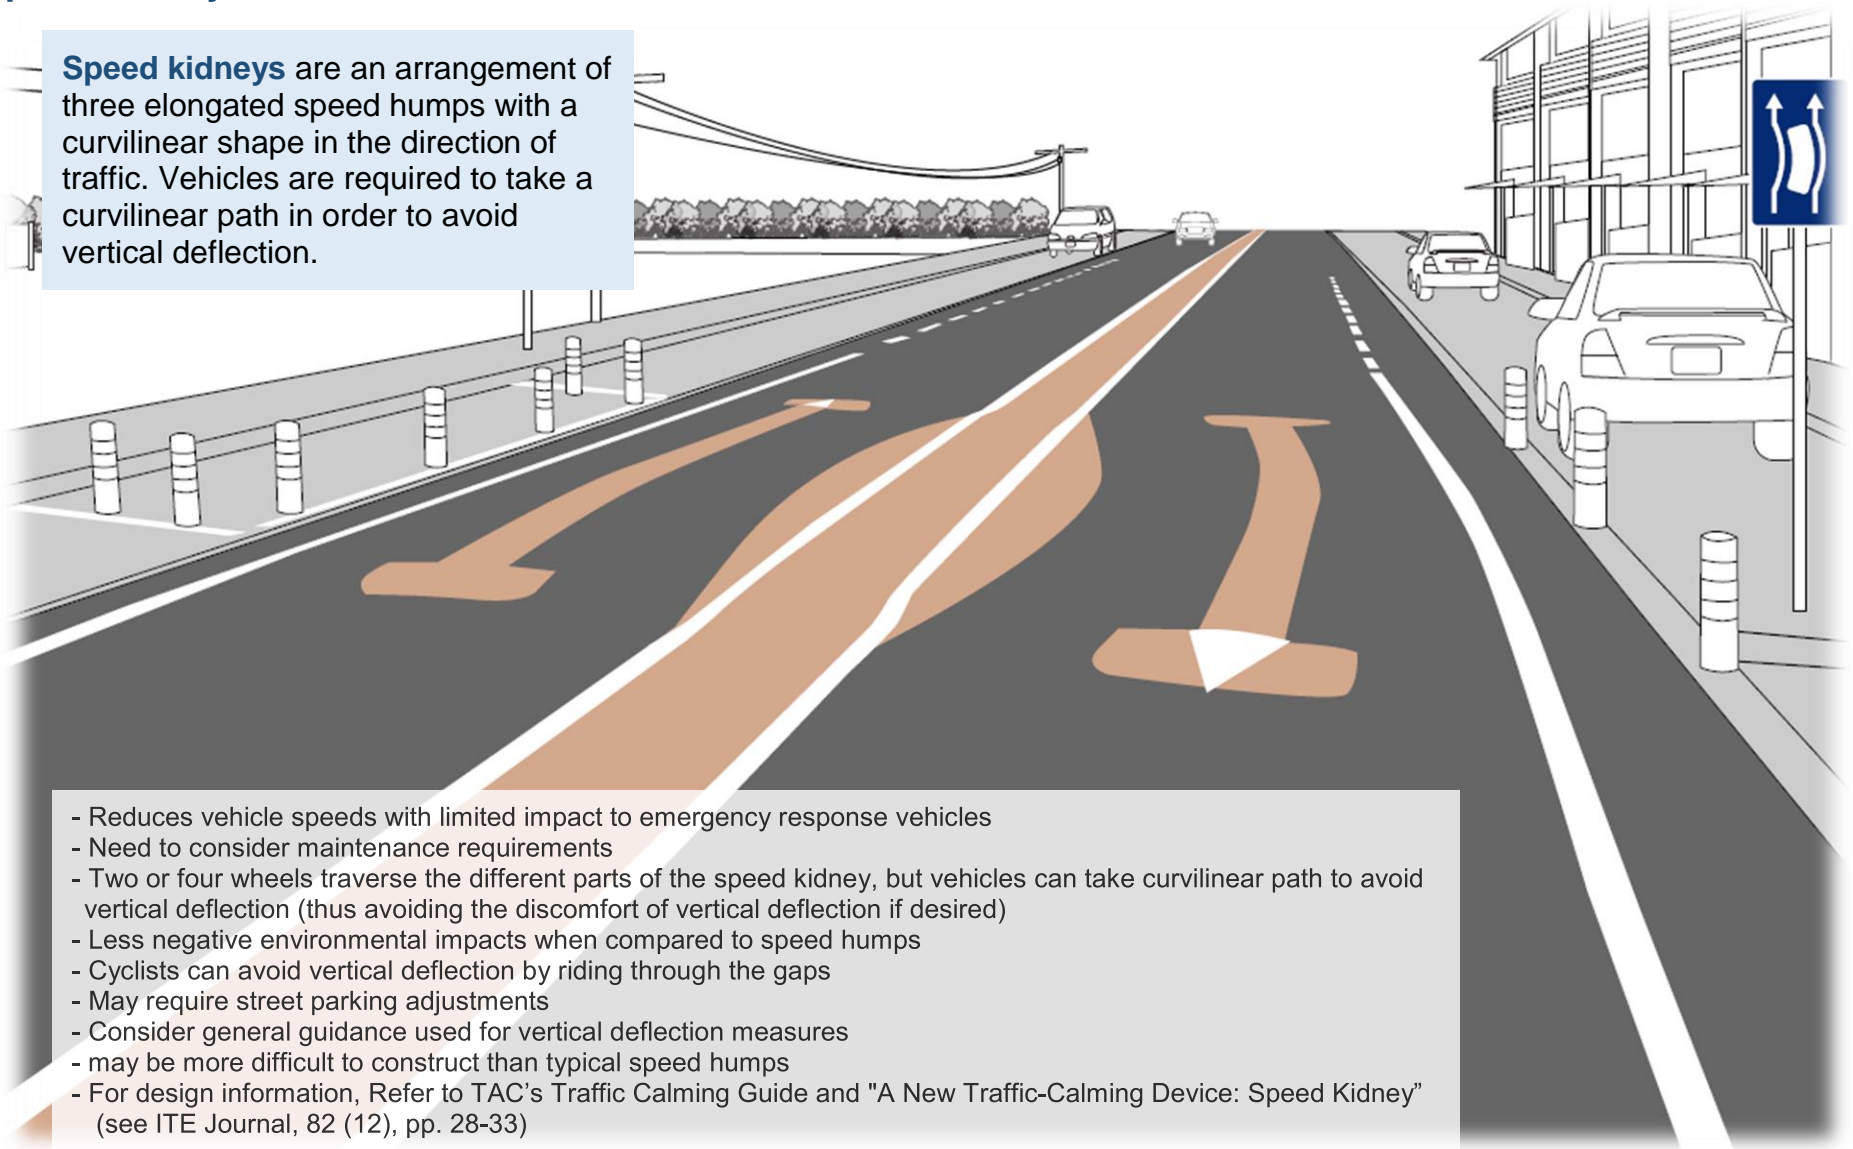 Speed kidneys are an arrangement of
three elongated speed humps with a
curvilinear shape in the direction of
traffic. Vehicles are required to take a
curvilinear path in order to avoid
vertical deflection.
- Reduces vehicle speeds with limited impact to emergency response vehicles
- Need to consider maintenance requirements
- Two or four wheels traverse the different parts of the speed kidney, but vehicles can take curvilinear path to avoid
vertical deflection (thus avoiding the discomfort of vertical deflection if desired)
- Less negative environmental impacts when compared to speed humps
- Cyclists can avoid vertical deflection by riding through the gaps
- May require street parking adjustments
- Consider general guidance used for vertical deflection measures
- may be more difficult to construct than typical speed humps
- For design information, Refer to TAC’s Traffic Calming Guide and "A New Traffic-Calming Device: Speed Kidney”
(see ITE Journal, 82 (12), pp. 28-33)